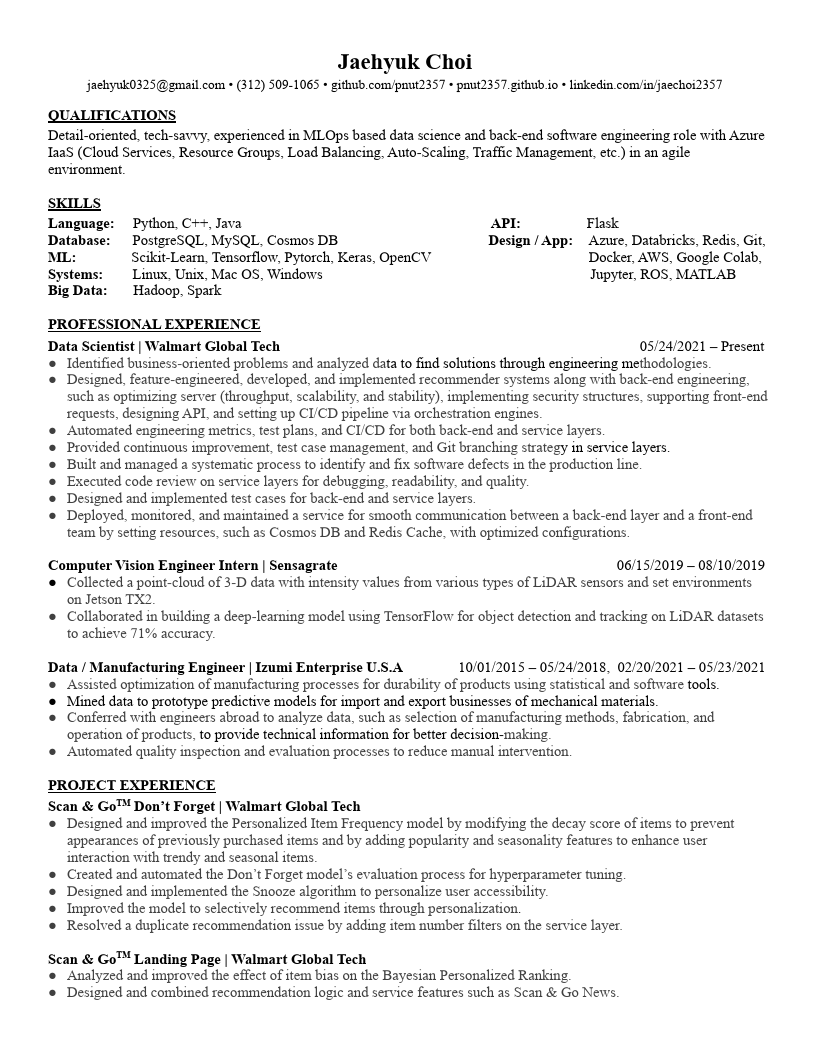 Jaehyuk Choi
jaehyuk0325@gmail.com • (312) 509-1065 • github.com/pnut2357 • pnut2357.github.io • linkedin.com/in/jaechoi2357
QUALIFICATIONS
Detail-oriented, tech-savvy, experienced in MLOps based data science and back-end software engineering role with Azure
IaaS (Cloud Services, Resource Groups, Load Balancing, Auto-Scaling, Traffic Management, etc.) in an agile
environment.
SKILLS
Language: Python, C++, Java API: Flask
Database: PostgreSQL, MySQL, Cosmos DB Design / App: Azure, Databricks, Redis, Git,
ML: Scikit-Learn, Tensorflow, Pytorch, Keras, OpenCV Docker, AWS, Google Colab,
Systems: Linux, Unix, Mac OS, Windows Jupyter, ROS, MATLAB
Big Data: Hadoop, Spark
PROFESSIONAL EXPERIENCE
Data Scientist | Walmart Global Tech 05/24/2021 – Present
● Identified business-oriented problems and analyzed data to find solutions through engineering methodologies.
● Designed, feature-engineered, developed, and implemented recommender systems along with back-end engineering,
such as optimizing server (throughput, scalability, and stability), implementing security structures, supporting front-end
requests, designing API, and setting up CI/CD pipeline via orchestration engines.
● Automated engineering metrics, test plans, and CI/CD for both back-end and service layers.
● Provided continuous improvement, test case management, and Git branching strategy in service layers.
● Built and managed a systematic process to identify and fix software defects in the production line.
● Executed code review on service layers for debugging, readability, and quality.
● Designed and implemented test cases for back-end and service layers.
● Deployed, monitored, and maintained a service for smooth communication between a back-end layer and a front-end
team by setting resources, such as Cosmos DB and Redis Cache, with optimized configurations.
Computer Vision Engineer Intern | Sensagrate 06/15/2019 – 08/10/2019
● Collected a point-cloud of 3-D data with intensity values from various types of LiDAR sensors and set environments
on Jetson TX2.
● Collaborated in building a deep-learning model using TensorFlow for object detection and tracking on LiDAR datasets
to achieve 71% accuracy.
Data / Manufacturing Engineer | Izumi Enterprise U.S.A 10/01/2015 – 05/24/2018, 02/20/2021 – 05/23/2021
● Assisted optimization of manufacturing processes for durability of products using statistical and software tools.
● Mined data to prototype predictive models for import and export businesses of mechanical materials.
● Conferred with engineers abroad to analyze data, such as selection of manufacturing methods, fabrication, and
operation of products, to provide technical information for better decision-making.
● Automated quality inspection and evaluation processes to reduce manual intervention.
PROJECT EXPERIENCE
Scan & Go™ Don’t Forget | Walmart Global Tech
● Designed and improved the Personalized Item Frequency model by modifying the decay score of items to prevent
appearances of previously purchased items and by adding popularity and seasonality features to enhance user
interaction with trendy and seasonal items.
● Created and automated the Don’t Forget model’s evaluation process for hyperparameter tuning.
● Designed and implemented the Snooze algorithm to personalize user accessibility.
● Improved the model to selectively recommend items through personalization.
● Resolved a duplicate recommendation issue by adding item number filters on the service layer.
Scan & Go™ Landing Page | Walmart Global Tech
● Analyzed and improved the effect of item bias on the Bayesian Personalized Ranking.
● Designed and combined recommendation logic and service features such as Scan & Go News.